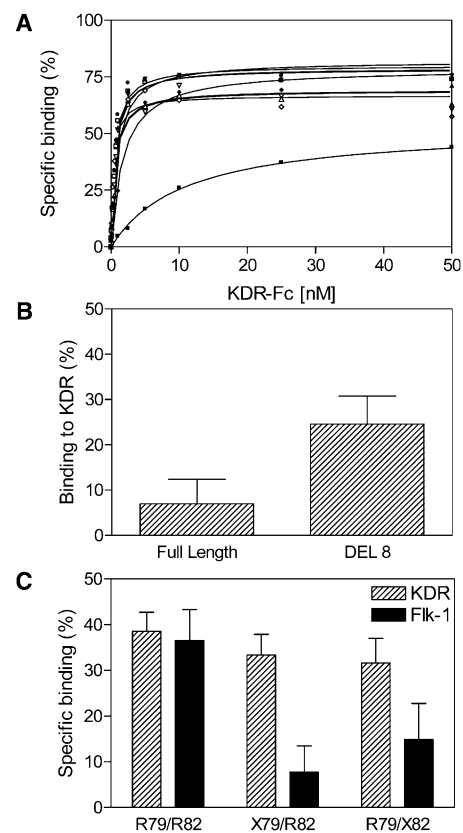 A
Specific binding (%)
100
75
50
25
0
0 10 20 30 40 50
KDR-Fc [nM]
B
Binding to KDR (%)
50
40
30
20
10
0
Full Length DEL 8
C
Specific binding (%)
50
40
30
20
10
0
KDR
Flk-1
R79/R82 X79/R82 R79/X82